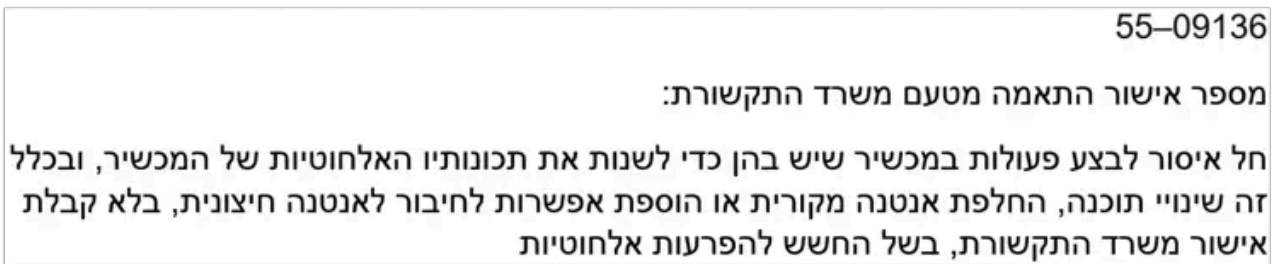 55–09136
מספר אישור התאמה מטעם משרד התקשורת:
חל איסור לבצע פעולות במכשיר שיש בהן כדי לשנות את תכונותיו האלחוטיות של המכשיר, ובכלל
זה שינויי תוכנה, החלפת אנטנה מקורית או הוספת אפשרות לחיבור לאנטנה חיצונית, בלא קבלת
אישור משרד התקשורת, בשל החשש להפרעות אלחוטיות